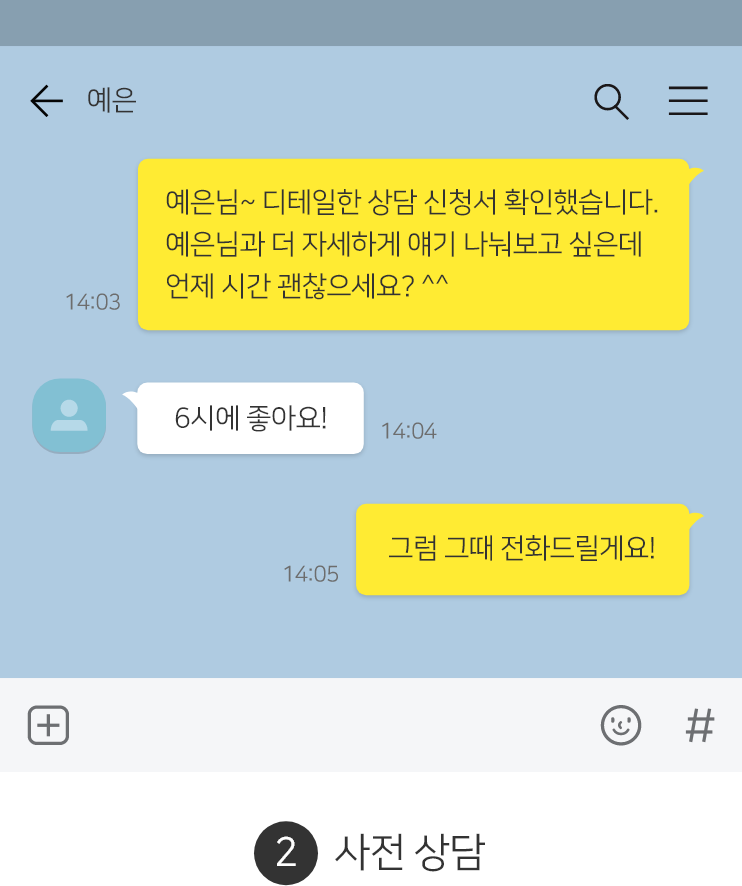 예은
예은님~ 디테일한 상담 신청서 확인했습니다.
예은님과 더 자세하게 얘기 나눠보고 싶은데
언제 시간 괜찮으세요? ^^
14:03
6시에 좋아요!
14:04
그럼 그때 전화드릴게요!
14:05
#
2 사전 상담